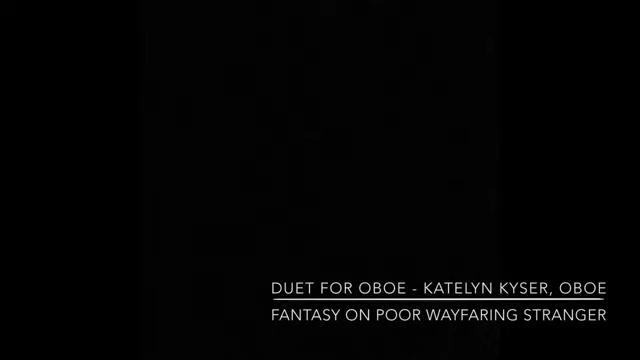 DUET FOR OBOE - KATELYN KYSER, OBOE
FANTASY ON POOR WAYFARING STRANGER